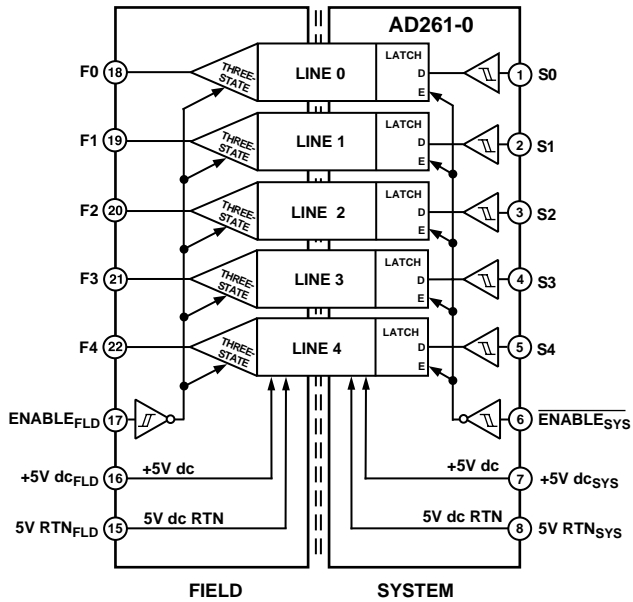 AD261-0
F0 18 THREE-STATE LINE 0 LATCH D E 1 S0
F1 19 THREE-STATE LINE 1 LATCH D E 2 S1
F2 20 THREE-STATE LINE 2 LATCH D E 3 S2
F3 21 THREE-STATE LINE 3 LATCH D E 4 S3
F4 22 THREE-STATE LINE 4 LATCH D E 5 S4
ENABLEFLD 17 6 ENABLESYS
+5V dcFLD 16 +5V dc +5V dc 7 +5V dcSYS
5V RTNFLD 15 5V dc RTN 5V dc RTN 8 5V RTNSYS
FIELD SYSTEM